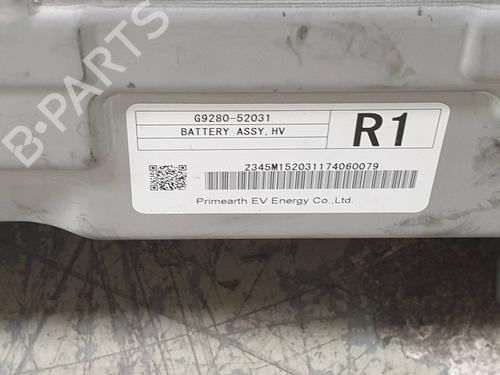 B-PARTS
G9280-52031
BATTERY ASSY, HV
R1
2345M152031174060079
Primearth EV Energy Co.,Ltd.